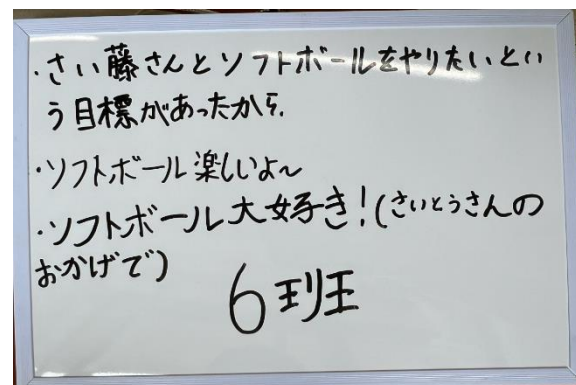 ・さい藤さんとソフトボールをやりたいとい
う目標があったから.
・ソフトボール楽しいよ〜
・ソフトボール大好き!(さいとうさんの
おかげで)
6班